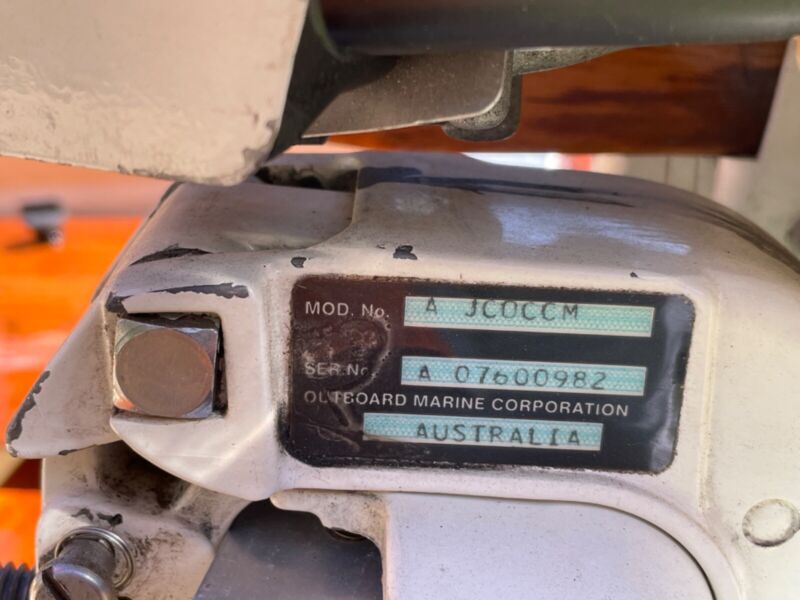 MOD. No. A JCOCCM
SER.No. A 07600982
OUTBOARD MARINE CORPORATION
AUSTRALIA